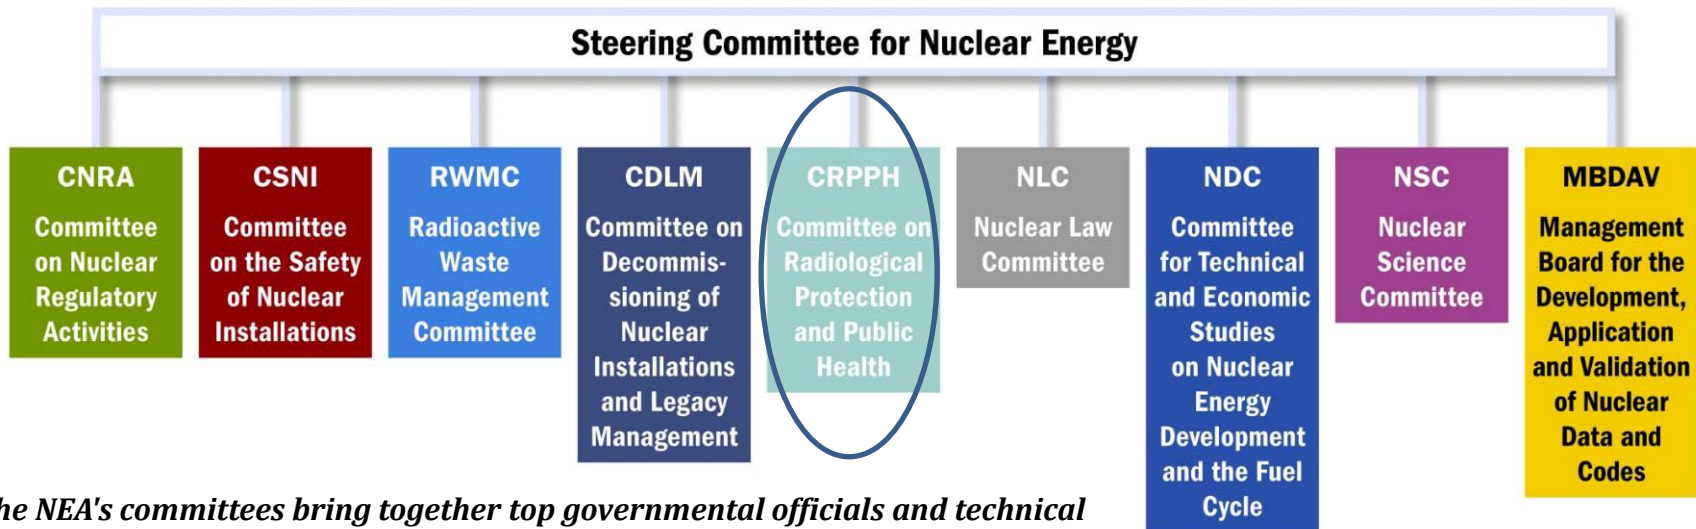 Steering Committee for Nuclear Energy
CNRA
Committee
on Nuclear
Regulatory
Activities
CSNI
Committee
on the Safety
of Nuclear
Installations
RWMC
Radioactive
Waste
Management
Committee
CDLM
Committee on
Decommis-
sioning of
Nuclear
Installations
and Legacy
Management
CRPPH
Committee on
Radiological
Protection
and Public
Health
NLC
Nuclear Law
Committee
NDC
Committee
for Technical
and Economic
Studies
on Nuclear
Energy
Development
and the Fuel
Cycle
NSC
Nuclear
Science
Committee
MBDAV
Management
Board for the
Development,
Application
and Validation
of Nuclear
Data and
Codes
he NEA's committees bring together top governmental officials and technical